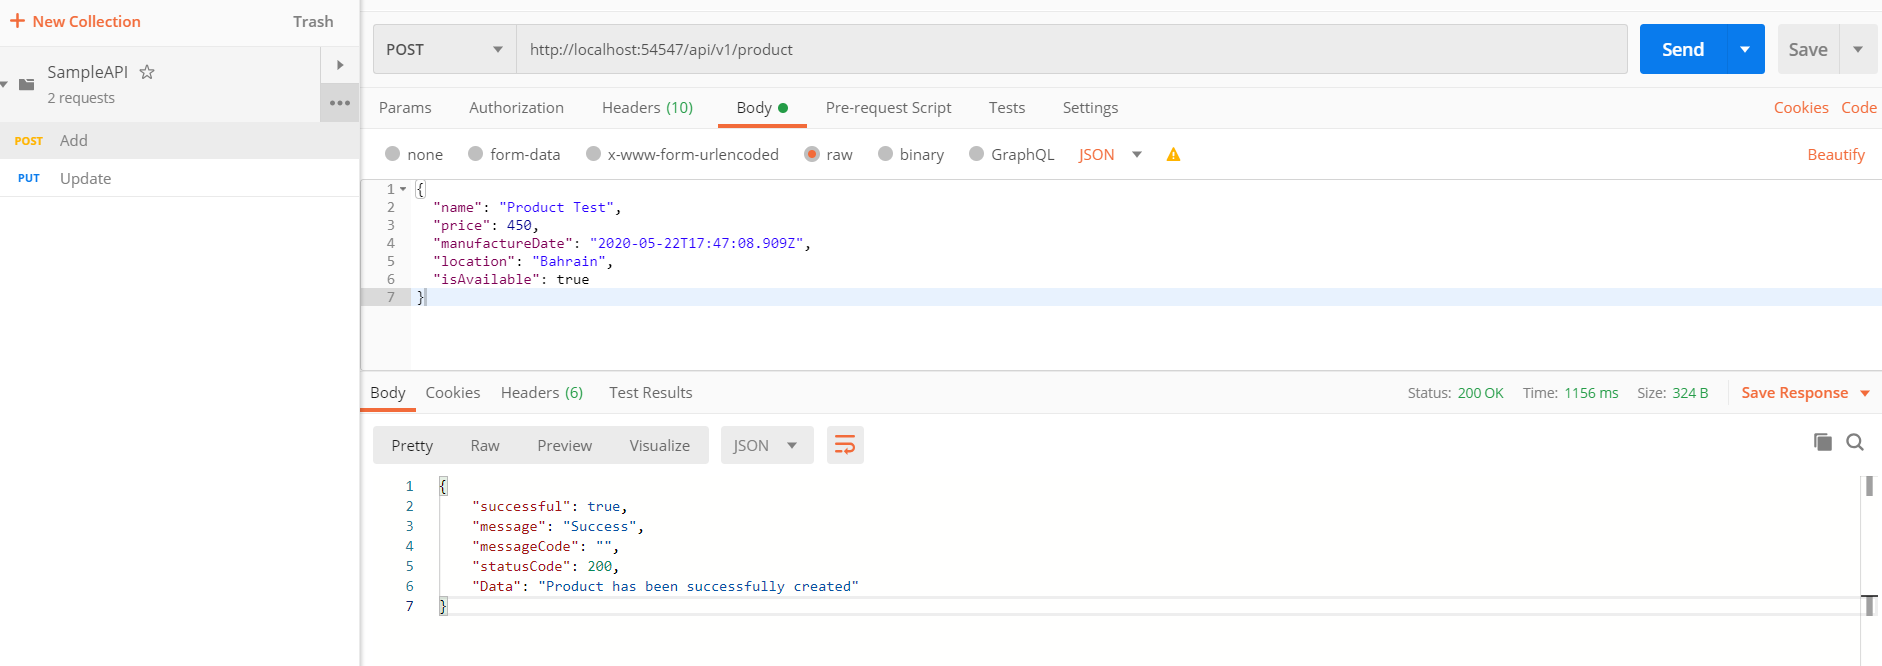 + New Collection
Trash
SampleAPI
2 requests
POST Add
PUT Update
POST
http://localhost:54547/api/v1/product
Send
Save
Params Authorization Headers (10) Body Pre-request Script Tests Settings Cookies Code
none form-data x-www-form-urlencoded raw binary GraphQL JSON Beautify
1 {
2 "name": "Product Test",
3 "price": 450,
4 "manufactureDate": "2020-05-22T17:47:08.909Z",
5 "location": "Bahrain",
6 "isAvailable": true
7 }
Body Cookies Headers (6) Test Results Status: 200 OK Time: 1156 ms Size: 324 B Save Response
Pretty Raw Preview Visualize JSON
1 {
2 "successful": true,
3 "message": "Success",
4 "messageCode": "",
5 "statusCode": 200,
6 "Data": "Product has been successfully created"
7 }